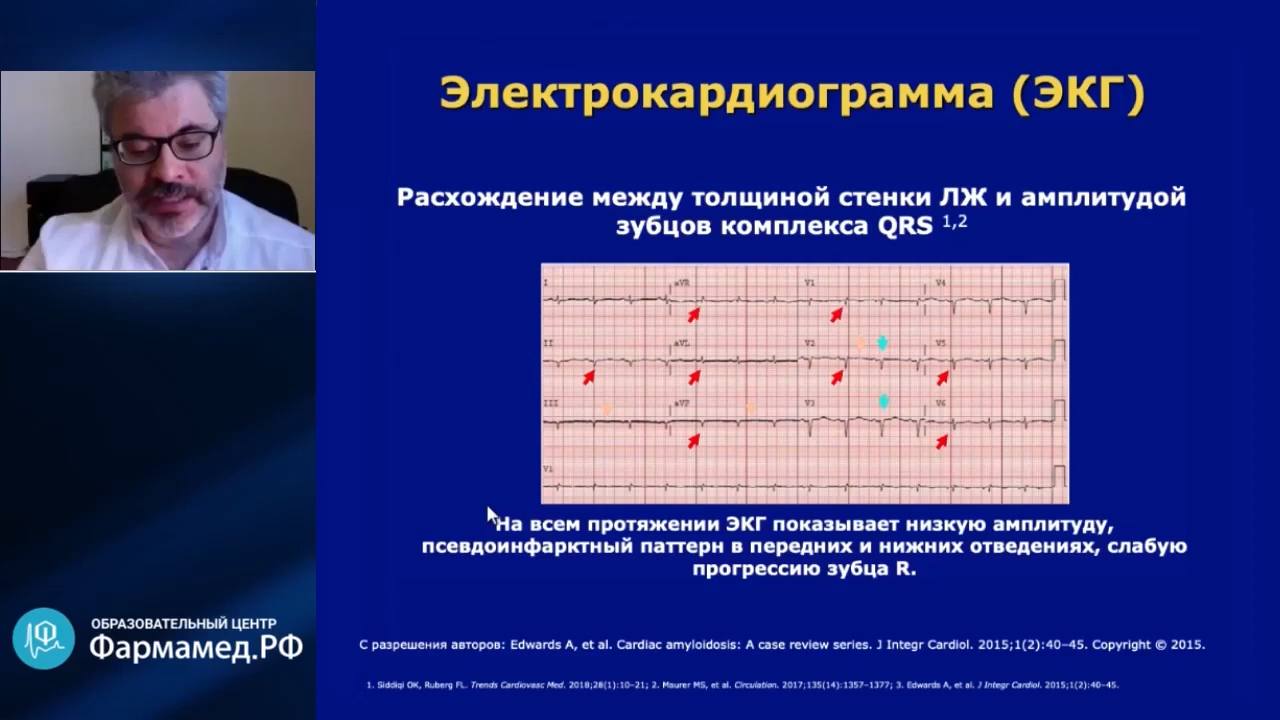 Электрокардиограмма (ЭКГ)
Расхождение между толщиной стенки ЛЖ и амплитудой
зубцов комплекса QRS 1,2
I aVR V1 V4
II aVL V2 V5
III aVF V3 V6
V1
На всем протяжении ЭКГ показывает низкую амплитуду,
псевдоинфарктный паттерн в передних и нижних отведениях, слабую
прогрессию зубца R.
ОБРАЗОВАТЕЛЬНЫЙ ЦЕНТР
Фармамед.РФ
С разрешения авторов: Edwards A, et al. Cardiac amyloidosis: A case review series. J Integr Cardiol. 2015;1(2):40–45. Copyright © 2015.
1. Siddiqi OK, Ruberg FL. Trends Cardiovasc Med. 2018;28(1):10–21; 2. Maurer MS, et al. Circulation. 2017;135(14):1357–1377; 3. Edwards A, et al. J Integr Cardiol. 2015;1(2):40–45.